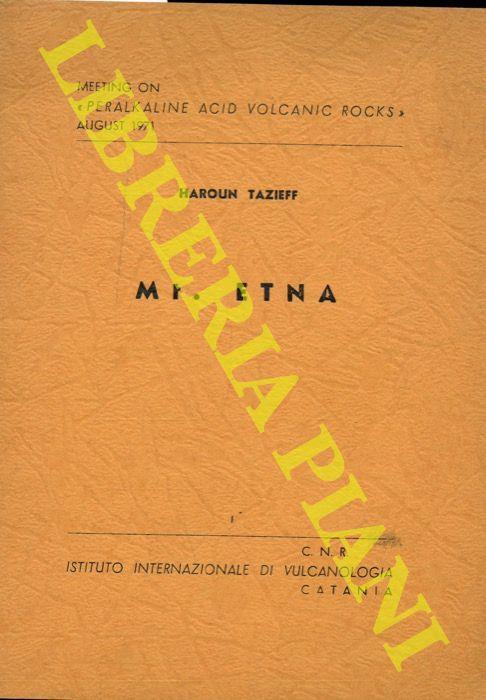 MEETING ON
«PERALKALINE ACID VOLCANIC ROCKS»
AUGUST 1971
HAROUN TAZIEFF
Mt. ETNA
C. N. R.
ISTITUTO INTERNAZIONALE DI VULCANOLOGIA
CATANIA
LIBRERIA PIANI